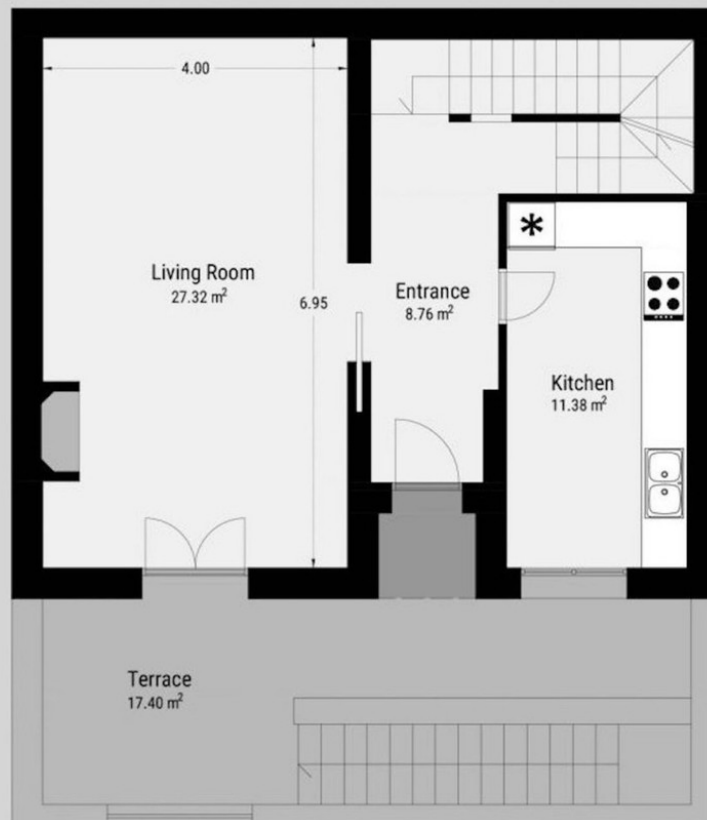 4.00
Living Room
27.32 m²
6.95
Entrance
8.76 m²
Kitchen
11.38 m²
Terrace
17.40 m²